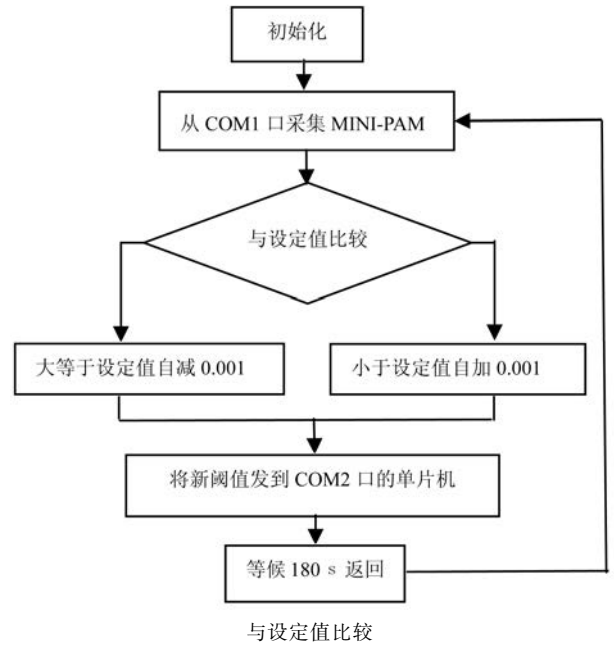 初始化
从 COM1 口采集 MINI-PAM
与设定值比较
大等于设定值自减 0.001
小于设定值自加 0.001
将新阈值发到 COM2 口的单片机
等候 180 s 返回
与设定值比较